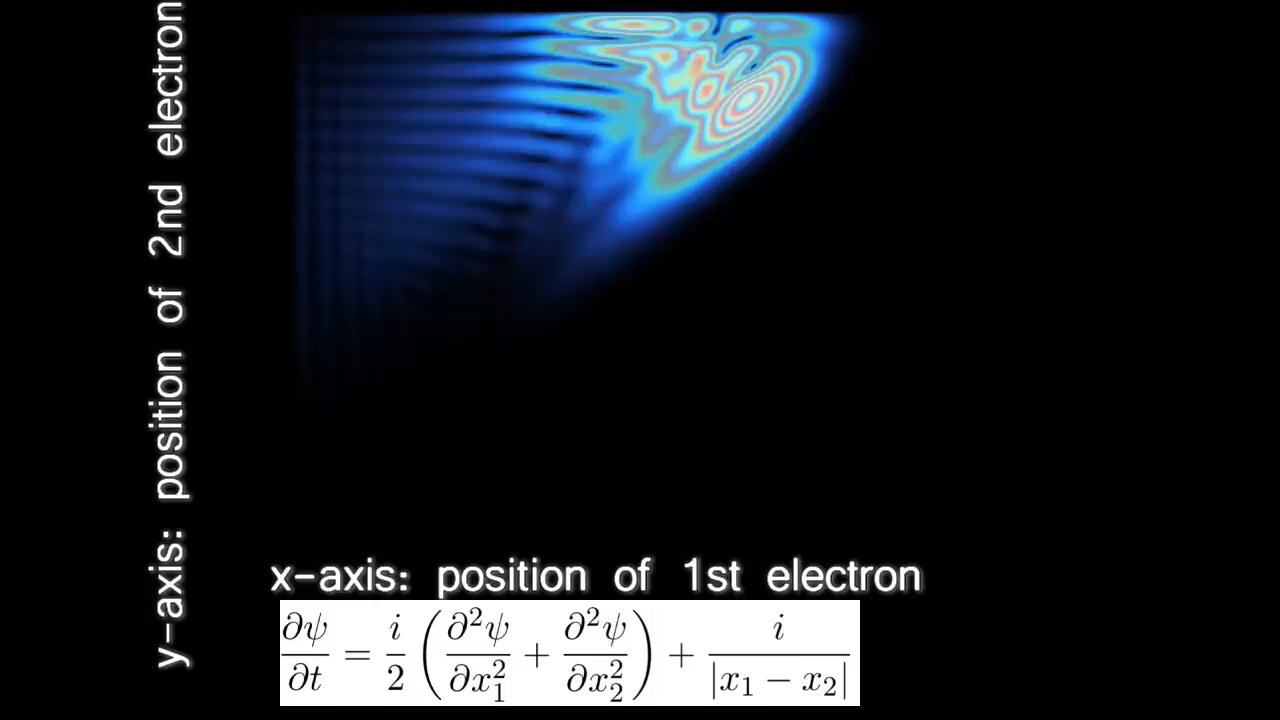 y-axis: position of 2nd electron
x-axis: position of 1st electron
∂ψ/∂t = i/2 (∂²ψ/∂x₁² + ∂²ψ/∂x₂²) + i/|x₁ − x₂|